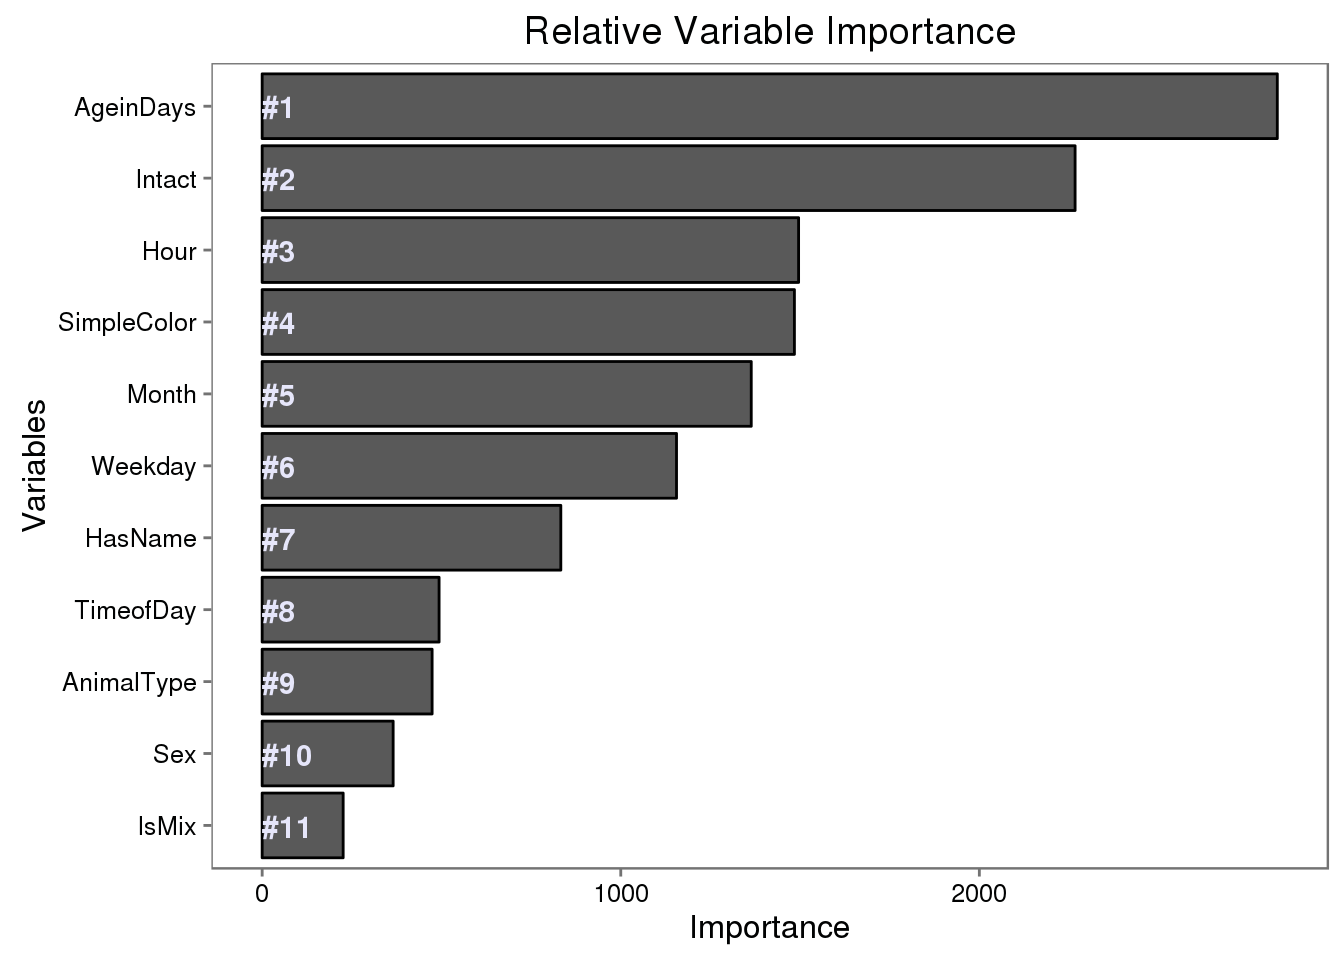 Relative Variable Importance
AgeinDays #1
Intact #2
Hour #3
SimpleColor #4
Month #5
Weekday #6
HasName #7
TimeofDay #8
AnimalType #9
Sex #10
IsMix #11
Variables
0 1000 2000
Importance